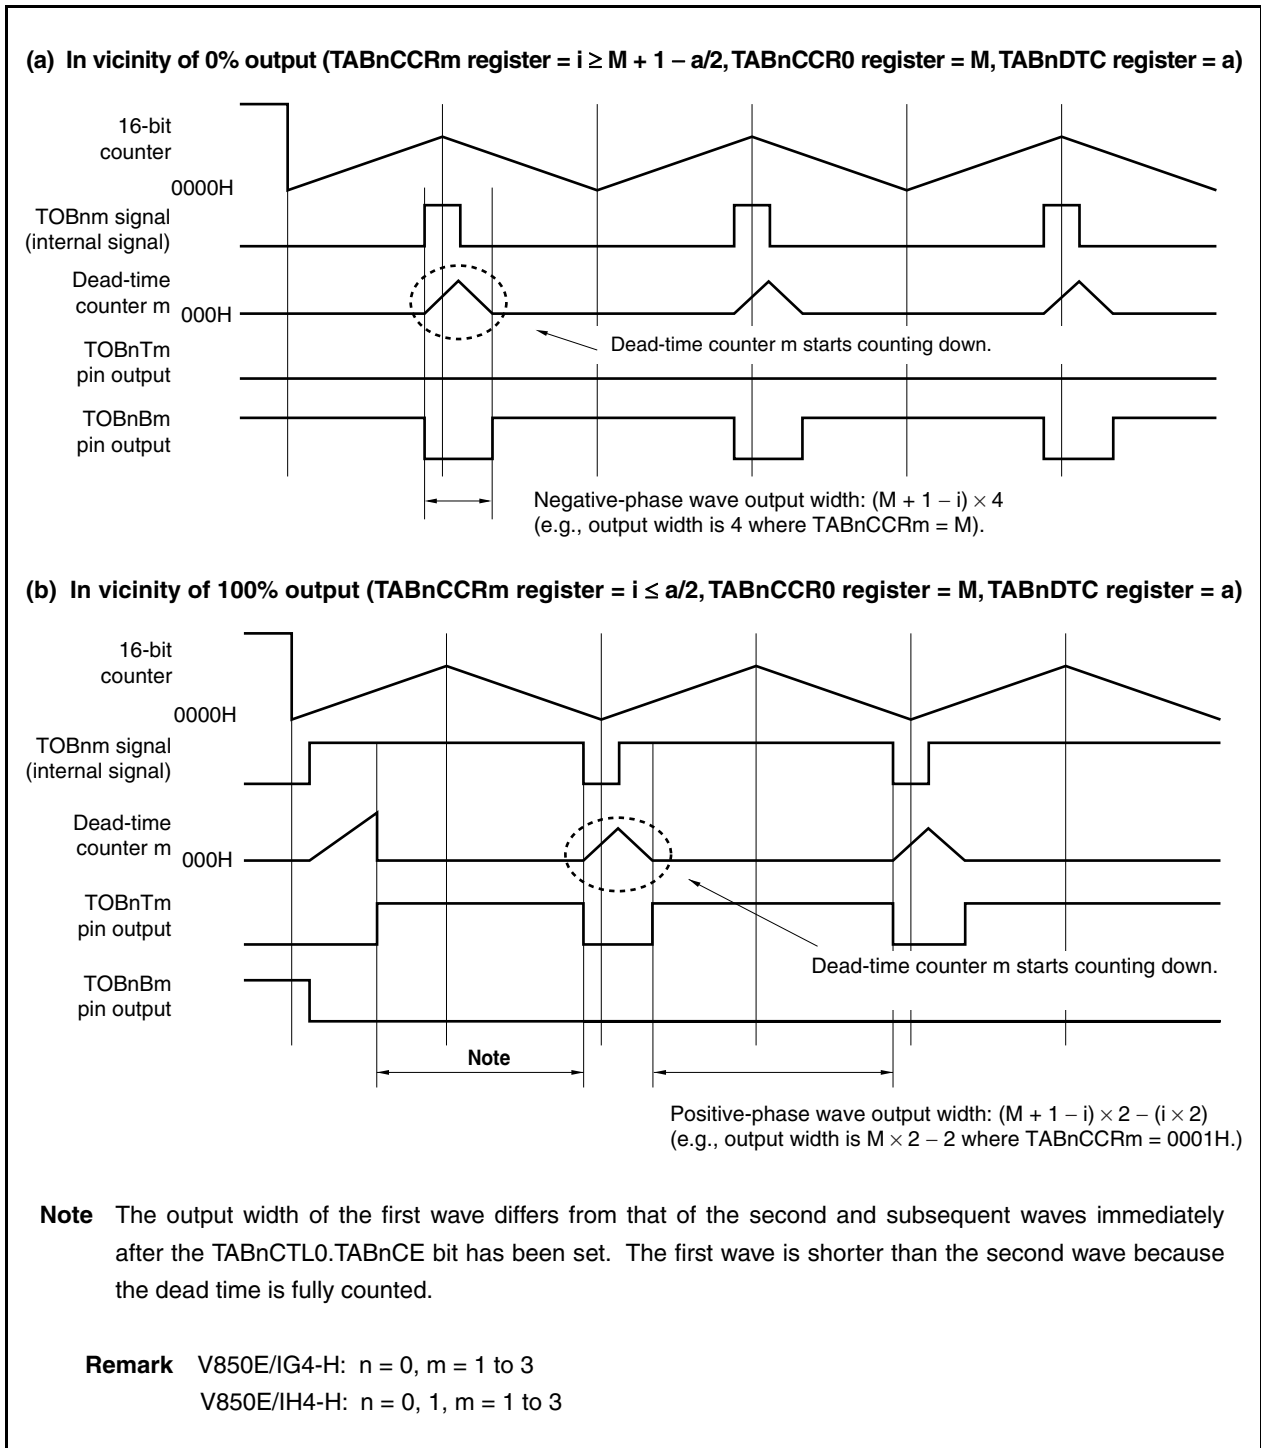 (a) In vicinity of 0% output (TABnCCRm register = i ≥ M + 1 – a/2, TABnCCR0 register = M, TABnDTC register = a)
16-bit
counter
0000H
TOBnm signal
(internal signal)
Dead-time
counter m
000H
Dead-time counter m starts counting down.
TOBnTm
pin output
TOBnBm
pin output
Negative-phase wave output width: (M + 1 – i) × 4
(e.g., output width is 4 where TABnCCRm = M).
(b) In vicinity of 100% output (TABnCCRm register = i ≤ a/2, TABnCCR0 register = M, TABnDTC register = a)
16-bit
counter
0000H
TOBnm signal
(internal signal)
Dead-time
counter m
000H
TOBnTm
pin output
Dead-time counter m starts counting down.
TOBnBm
pin output
Note
Positive-phase wave output width: (M + 1 – i) × 2 – (i × 2)
(e.g., output width is M × 2 – 2 where TABnCCRm = 0001H.)
Note The output width of the first wave differs from that of the second and subsequent waves immediately
after the TABnCTL0.TABnCE bit has been set. The first wave is shorter than the second wave because
the dead time is fully counted.
Remark V850E/IG4-H: n = 0, m = 1 to 3
V850E/IH4-H: n = 0, 1, m = 1 to 3